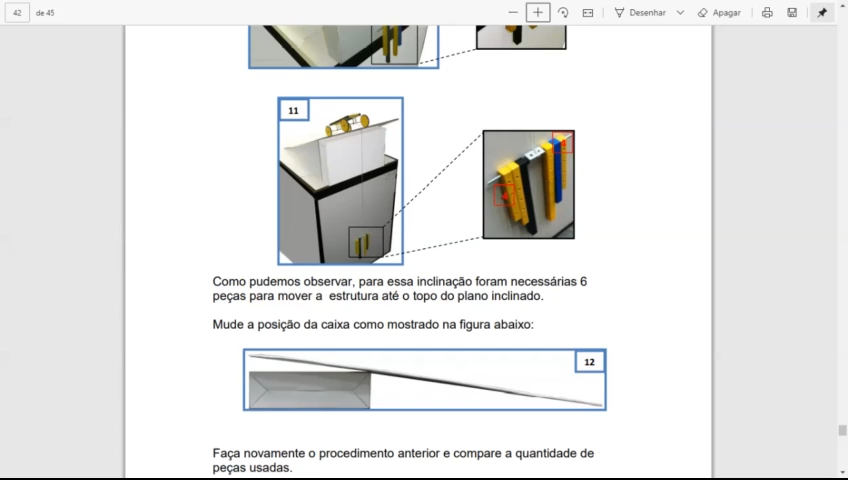 42 de 45
Desenhar
Apagar
11
Como pudemos observar, para essa inclinação foram necessárias 6
peças para mover a estrutura até o topo do plano inclinado.
Mude a posição da caixa como mostrado na figura abaixo:
12
Faça novamente o procedimento anterior e compare a quantidade de
peças usadas.